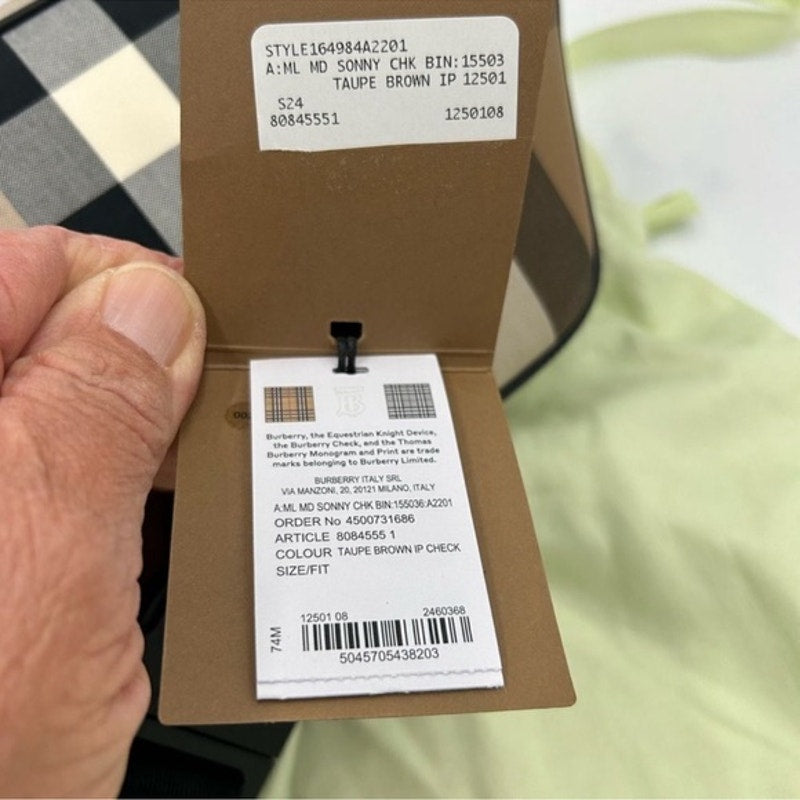 STYLE164984A2201
A:ML MD SONNY CHK BIN:15503
TAUPE BROWN IP 12501
S24
80845551 1250108
Burberry, the Equestrian Knight Device,
the Burberry Check, and the Thomas
Burberry Monogram and Print are trade
marks belonging to Burberry Limited.
BURBERRY ITALY SRL
VIA MANZONI, 20, 20121 MILANO, ITALY
A:ML MD SONNY CHK BIN:155036:A2201
ORDER No 4500731686
ARTICLE 8084555 1
COLOUR TAUPE BROWN IP CHECK
SIZE/FIT
12501 08 2460368
74M
5045705438203